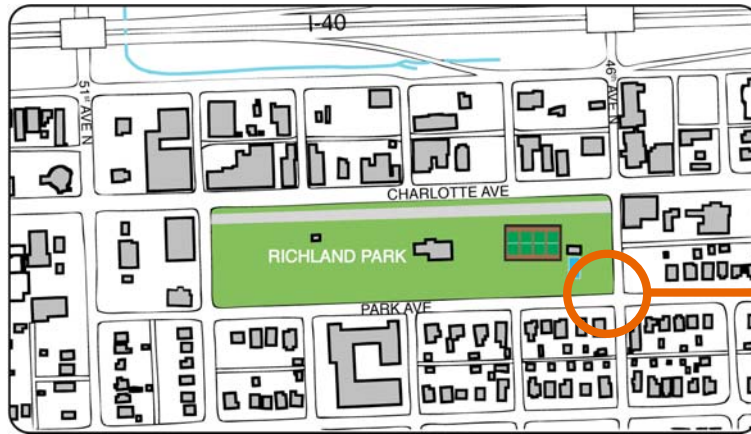 I-40
51st AVE N
46th AVE N
CHARLOTTE AVE
RICHLAND PARK
PARK AVE